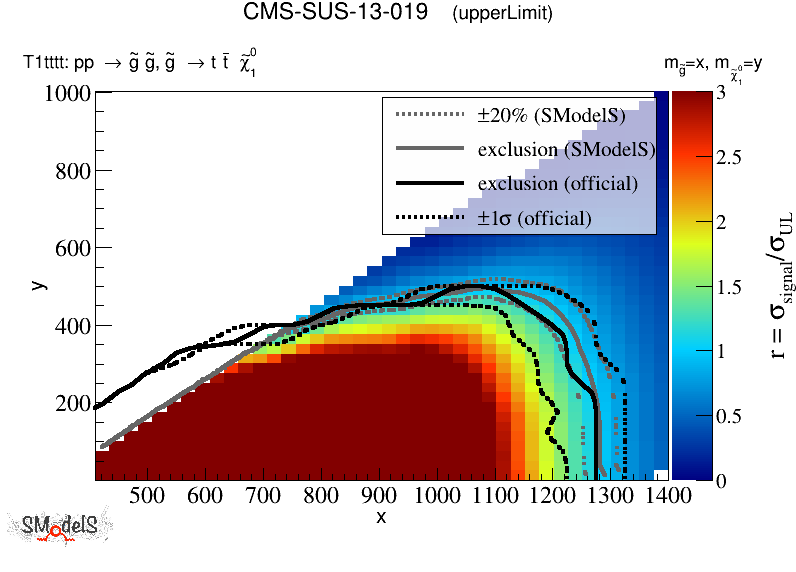 CMS-SUS-13-019 (upperLimit)
T1tttt: pp → g̃ g̃, g̃ → t t̄ χ̃₁⁰
m_g̃=x, m_χ̃₁⁰=y
±20% (SModelS)
exclusion (SModelS)
exclusion (official)
±1σ (official)
1000
800
600
400
200
y
500 600 700 800 900 1000 1100 1200 1300 1400
x
3
2.5
2
1.5
1
0.5
0
r = σ_signal/σ_UL
SModelS